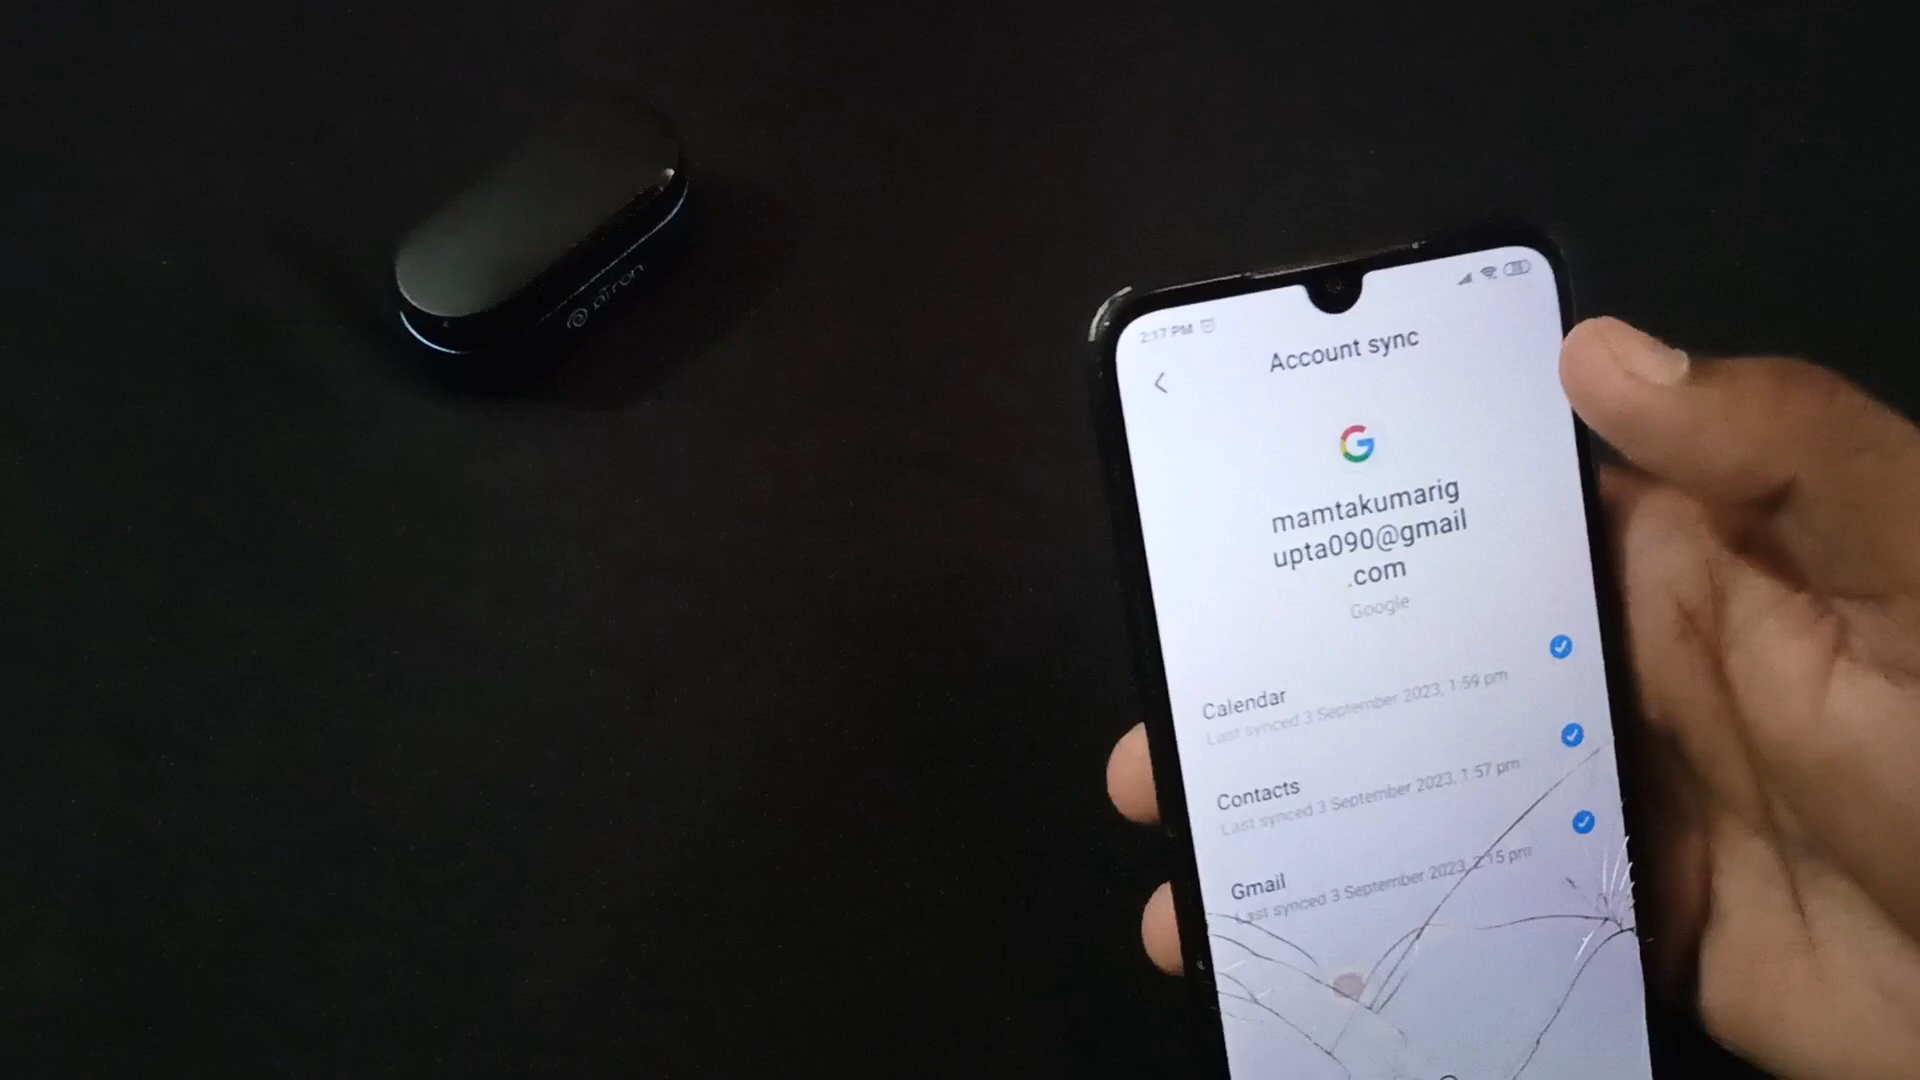 pTron
2:17 PM
Account sync
mamtakumarig
upta090@gmail
.com
Google
Calendar
Last synced 3 September 2023, 1:59 pm
Contacts
Last synced 3 September 2023, 1:57 pm
Gmail
Last synced 3 September 2023, 2:15 pm